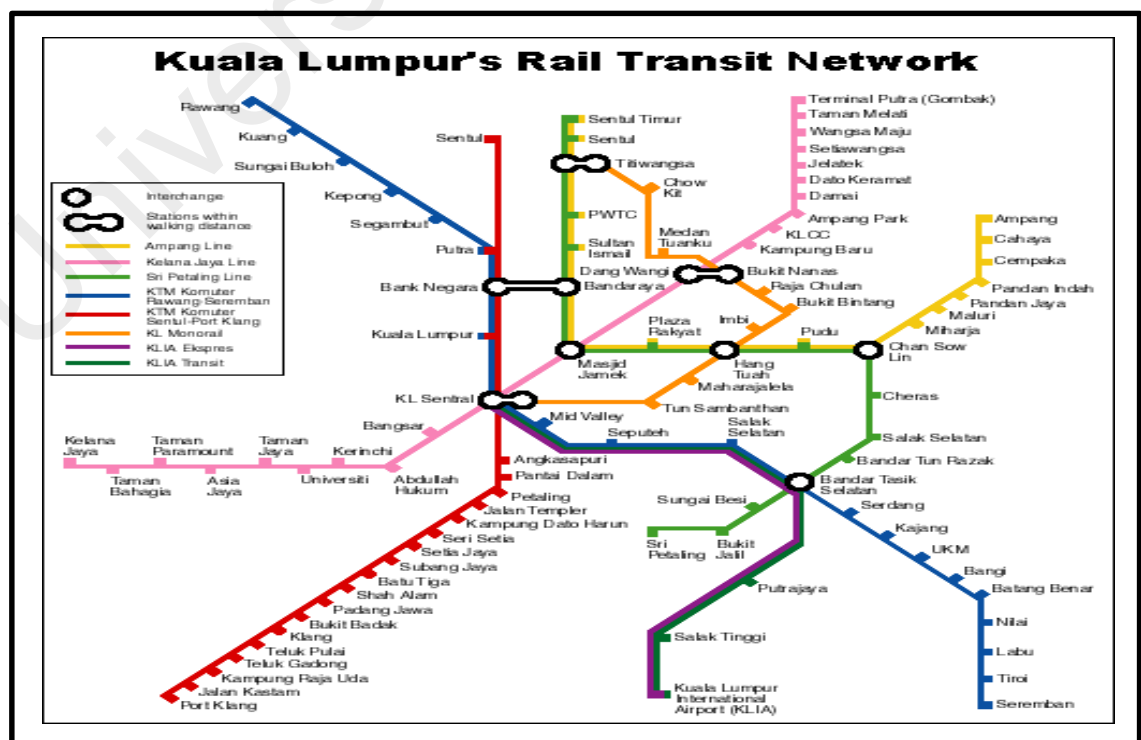 Univers
Kuala Lumpur's Rail Transit Network
Interchange
Stations within
walking distance
Ampang Line
Kelana Jaya Line
Sri Petaling Line
KTM Komuter
Rawang-Seremban
KTM Komuter
Sentul-Port Klang
KL Monorail
KLIA Ekspres
KLIA Transit
Rawang
Kuang
Sungai Buloh
Kepong
Segambut
Putra
Sentul
Bank Negara
Kuala Lumpur
KL Sentral
Sentul Timur
Sentul
Titiwangsa
PWTC
Sultan
Ismail
Bandaraya
Masjid
Jamek
Plaza
Rakyat
Hang
Tuah
Pudu
Chan Sow
Lin
Chow
Kit
Medan
Tuanku
Dang Wangi
Bukit Nanas
Raja Chulan
Bukit Bintang
Imbi
Maharajalela
Tun Sambanthan
Terminal Putra (Gombak)
Taman Melati
Wangsa Maju
Setiawangsa
Jelatek
Dato Keramat
Damai
Ampang Park
KLCC
Kampung Baru
Ampang
Cahaya
Cempaka
Pandan Indah
Pandan Jaya
Maluri
Miharja
Cheras
Salak Selatan
Bandar Tun Razak
Bandar Tasik
Selatan
Sungai Besi
Bukit
Jalil
Sri
Petaling
Bangsar
Abdullah
Hukum
Kerinchi
Universiti
Taman
Jaya
Asia
Jaya
Taman
Paramount
Taman
Bahagia
Kelana
Jaya
Mid Valley
Seputeh
Salak
Selatan
Serdang
Kajang
UKM
Bangi
Batang Benar
Nilai
Labu
Tiroi
Seremban
Putrajaya
Salak Tinggi
Kuala Lumpur
International
Airport (KLIA)
Angkasapuri
Pantai Dalam
Petaling
Jalan Templer
Kampung Dato Harun
Seri Setia
Setia Jaya
Subang Jaya
Batu Tiga
Shah Alam
Padang Jawa
Bukit Badak
Klang
Teluk Pulai
Teluk Gadong
Kampung Raja Uda
Jalan Kastam
Port Klang